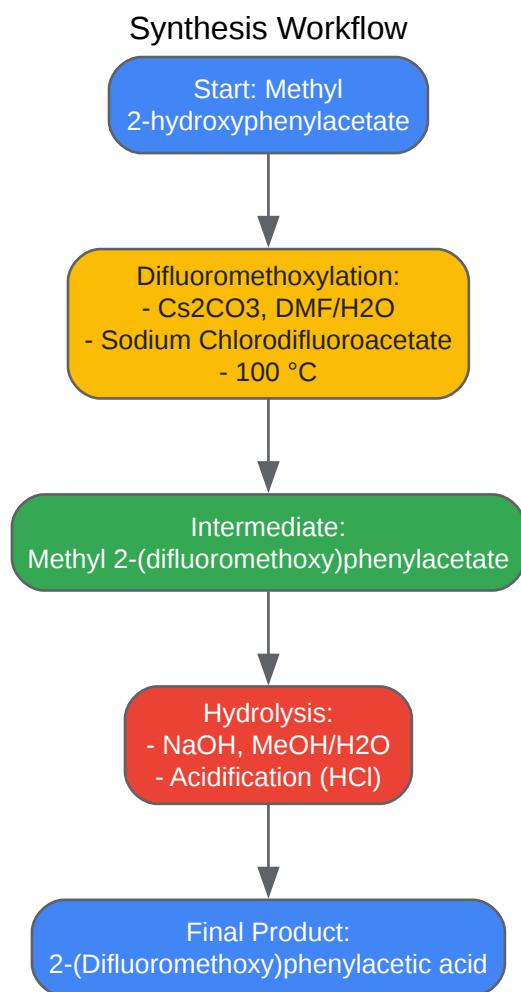 Synthesis Workflow
Start: Methyl
2-hydroxyphenylacetate
Difluoromethoxylation:
- Cs2CO3, DMF/H2O
- Sodium Chlorodifluoroacetate
- 100 °C
Intermediate:
Methyl 2-(difluoromethoxy)phenylacetate
Hydrolysis:
- NaOH, MeOH/H2O
- Acidification (HCl)
Final Product:
2-(Difluoromethoxy)phenylacetic acid